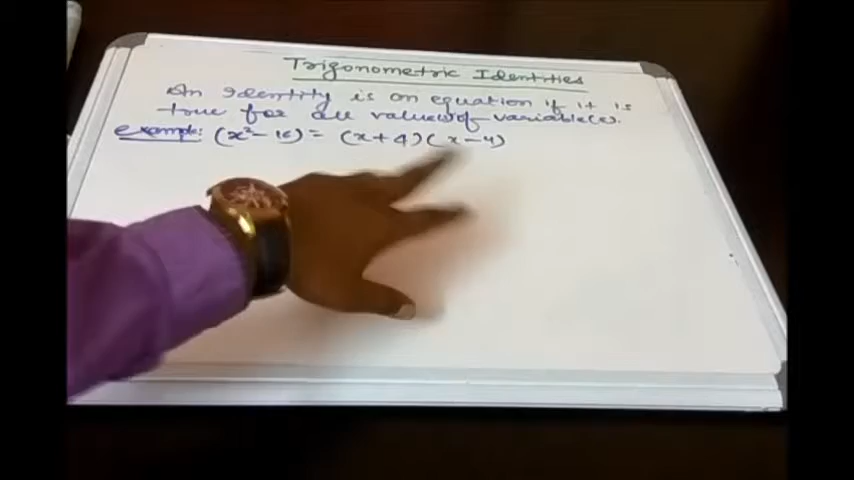 Trigonometric Identities
An Identity is an equation if it is
true for all value of variable(s).
example: (x²- 16) = (x+4)(x-4)